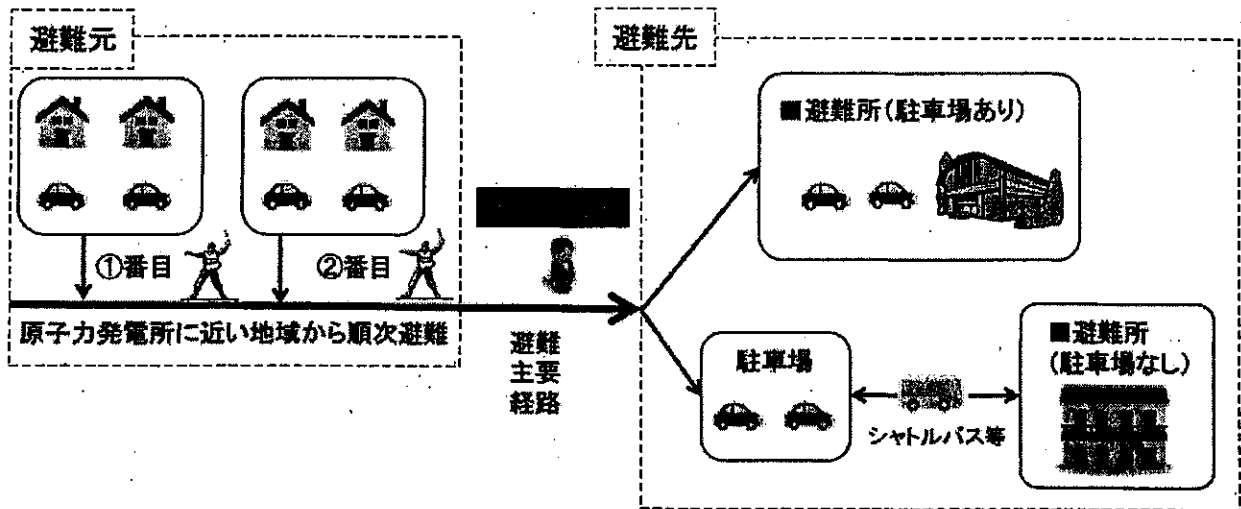 避難元
①番目
②番目
原子力発電所に近い地域から順次避難
避難
主要
経路
避難先
■避難所(駐車場あり)
駐車場
シャトルバス等
■避難所
(駐車場なし)